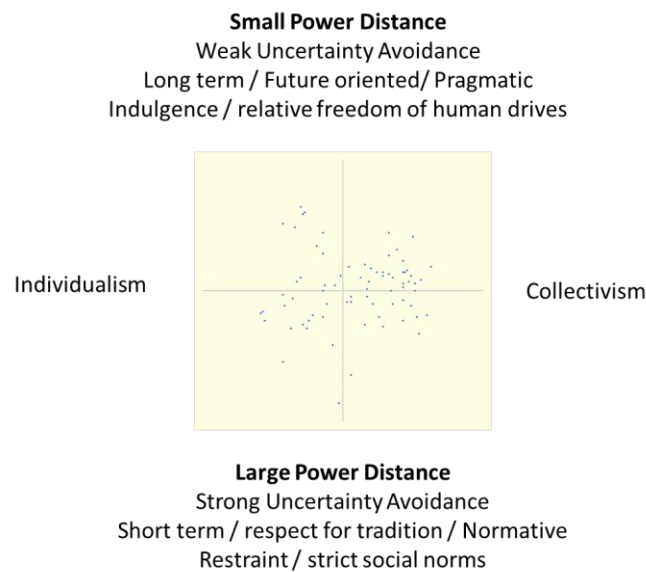 Small Power Distance
Weak Uncertainty Avoidance
Long term / Future oriented/ Pragmatic
Indulgence / relative freedom of human drives
Individualism
Collectivism
Large Power Distance
Strong Uncertainty Avoidance
Short term / respect for tradition / Normative
Restraint / strict social norms